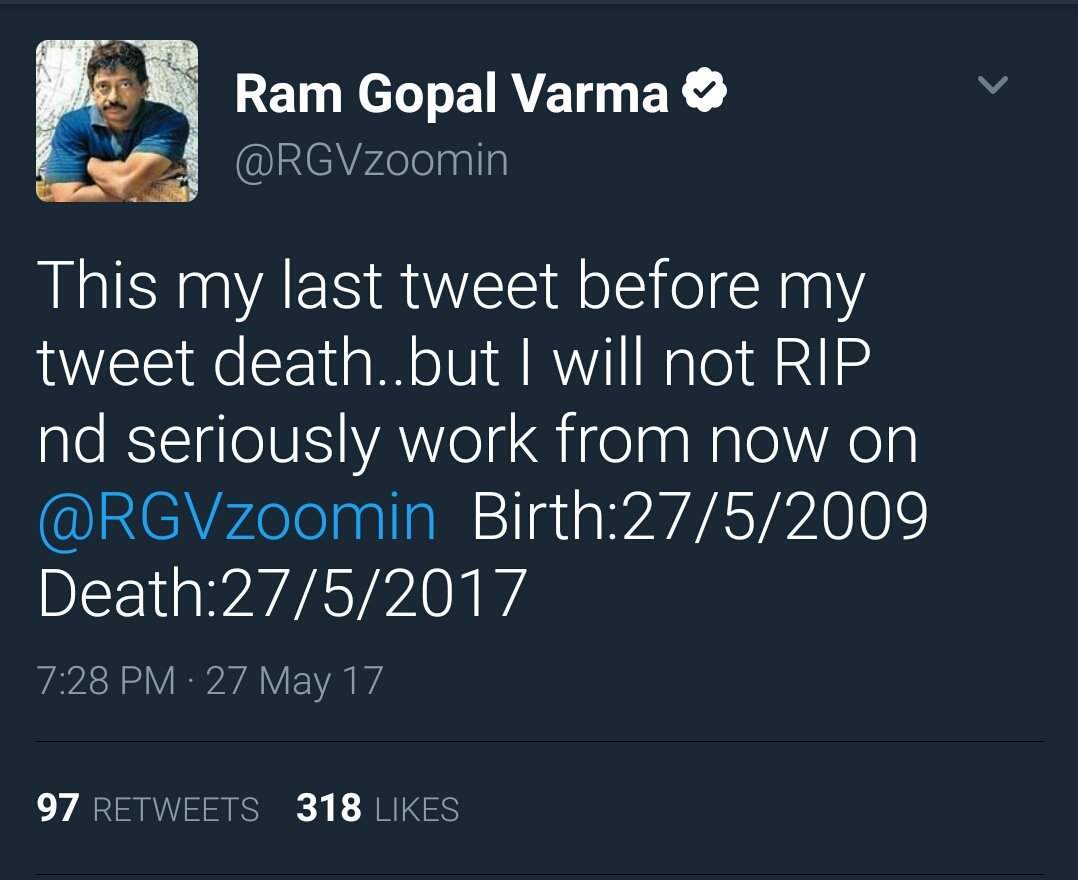 Ram Gopal Varma
@RGVzoomin
This my last tweet before my
tweet death..but I will not RIP
nd seriously work from now on
@RGVzoomin Birth:27/5/2009
Death:27/5/2017
7:28 PM · 27 May 17
97 RETWEETS 318 LIKES